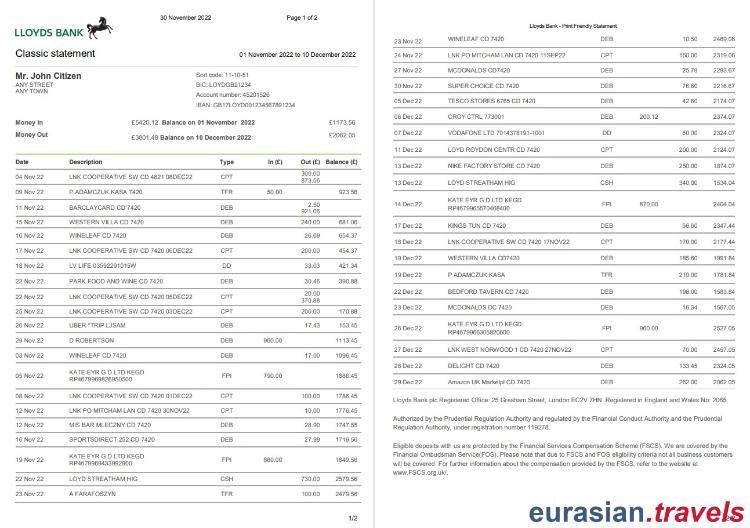 30 November 2022 Page 1 of 2
LLOYDS BANK
Classic statement 01 November 2022 to 10 December 2022
Mr. John Citizen
ANY STREET
ANY TOWN
Sort code: 11-10-51
BIC: LOYDGB21234
Account number: 45201526
IBAN: GB17LOYD001234567891234
Money In £5420.12 Balance on 01 November 2022 £1173.56
Money Out £3801.48 Balance on 10 December 2022 £2062.05
Date Description Type In (£) Out (£) Balance (£)
04 Nov 22 LNK COOPERATIVE SW CD 4821 08DEC22 CPT 300.00 873.56
09 Nov 22 P ADAMCZUK KASA 7420 TFR 50.00 923.56
11 Nov 22 BARCLAYCARD CD 7420 DEB 2.50 921.06
15 Nov 22 WESTERN VILLA CD 7420 DEB 240.00 681.06
16 Nov 22 WINELEAF CD 7420 DEB 26.69 654.37
17 Nov 22 LNK COOPERATIVE SW CD 7420 06DEC22 CPT 200.00 454.37
18 Nov 22 LV LIFE 03592291015W DD 33.03 421.34
22 Nov 22 PARK FOOD AND WINE CD 7420 DEB 30.46 390.88
22 Nov 22 LNK COOPERATIVE SW CD 7420 05DEC22 CPT 20.00 370.88
25 Nov 22 LNK COOPERATIVE SW CD 7420 03DEC22 CPT 200.00 170.88
26 Nov 22 UBER *TRIP LJSAM DEB 17.43 153.45
29 Nov 22 D ROBERTSON DEB 960.00 1113.45
03 Nov 22 WINELEAF CD 7420 DEB 17.00 1096.45
05 Nov 22 KATE EYR G D LTD KEGD FPI 790.00 1886.45
RP4679969826950500
08 Nov 22 LNK COOPERATIVE SW CD 7420 01DEC22 CPT 100.00 1786.45
12 Nov 22 LNK PO MITCHAM LAN CD 7420 30NOV22 CPT 10.00 1776.45
12 Nov 22 MIS BAR MLECZNY CD 7420 DEB 28.90 1747.55
16 Nov 22 SPORTSDIRECT 252 CD 7420 DEB 27.99 1719.56
19 Nov 22 KATE EYR G D LTD KEGD FPI 880.00 1849.56
RP4679969433992900
22 Nov 22 LOYD STREATHAM HIG CSH 730.00 2579.56
23 Nov 22 A FARAFOSZYN TFR 100.00 2479.56
1/2
Lloyds Bank - Print Friendly Statement
23 Nov 22 WINELEAF CD 7420 DEB 10.50 2469.06
24 Nov 22 LNK PO MITCHAM LAN CD 7420 11SEP22 CPT 150.00 2319.06
27 Nov 22 MCDONALDS CD7420 DEB 25.79 2293.67
30 Nov 22 SUPER CHOICE CD 7420 DEB 76.60 2216.67
05 Dec 22 TESCO STORES 6765 CD 7420 DEB 42.60 2174.07
06 Dec 22 CROY CTRL 773001 DEB 200.12 2374.07
07 Dec 22 VODAFONE LTD 7014378191-1001 DD 50.00 2324.07
11 Dec 22 LOYD ROYDON CENTR CD 7420 CPT 200.00 2124.07
13 Dec 22 NIKE FACTORY STORE CD 7420 DEB 250.00 1874.07
13 Dec 22 LOYD STREATHAM HIG CSH 340.00 1534.04
14 Dec 22 KATE EYR G D LTD KEGD FPI 870.00 2404.04
RP4679965570468400
17 Dec 22 KINGS TUN CD 7420 DEB 56.60 2347.44
18 Dec 22 LNK COOPERATIVE SW CD 7420 17NOV22 CPT 170.00 2177.44
19 Dec 22 WESTERN VILLA CD7420 DEB 185.60 1991.84
19 Dec 22 P ADAMCZUK TFR 210.00 1781.84
22 Dec 22 BEDFORD TAVERN CD 7420 DEB 198.00 1583.84
23 Dec 22 MCDONALDS DC 7420 DEB 16.34 1567.05
26 Dec 22 KATE EYR G D LTD KEGD FPI 960.00 2527.05
RP4679966305820600
27 Dec 22 LNK WEST NORWOOD 1 CD 7420 27NOV22 CPT 70.00 2457.05
28 Dec 22 DELIGHT CD 7420 DEB 133.45 2324.05
29 Dec 22 Amazon UK Marketpl CD 7420 DEB 262.00 2062.05
Lloyds Bank plc Registered Office: 25 Gresham Street, London EC2V 7HN. Registered in England and Wales No: 2065.
Authorized by the Prudential Regulation Authority and regulated by the Financial Conduct Authority and the Prudential
Regulation Authority, under registration number 119278.
Eligible deposits with us are protected by the Financial Services Compensation Scheme (FSCS). We are covered by the
Financial Ombudsman Service(FOS). Please note that due to FSCS and FOS eligibility criteria not all business customers
will be covered. For further information about the compensation provided by the FSCS, refer to the website at
www.FSCS.org.uk/.
eurasian.travels